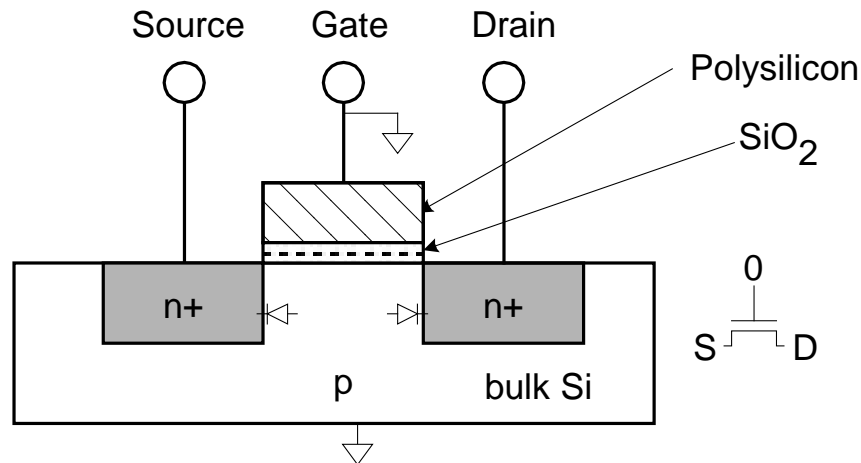 Source Gate Drain
Polysilicon
SiO2
0
n+ n+
S D
p bulk Si